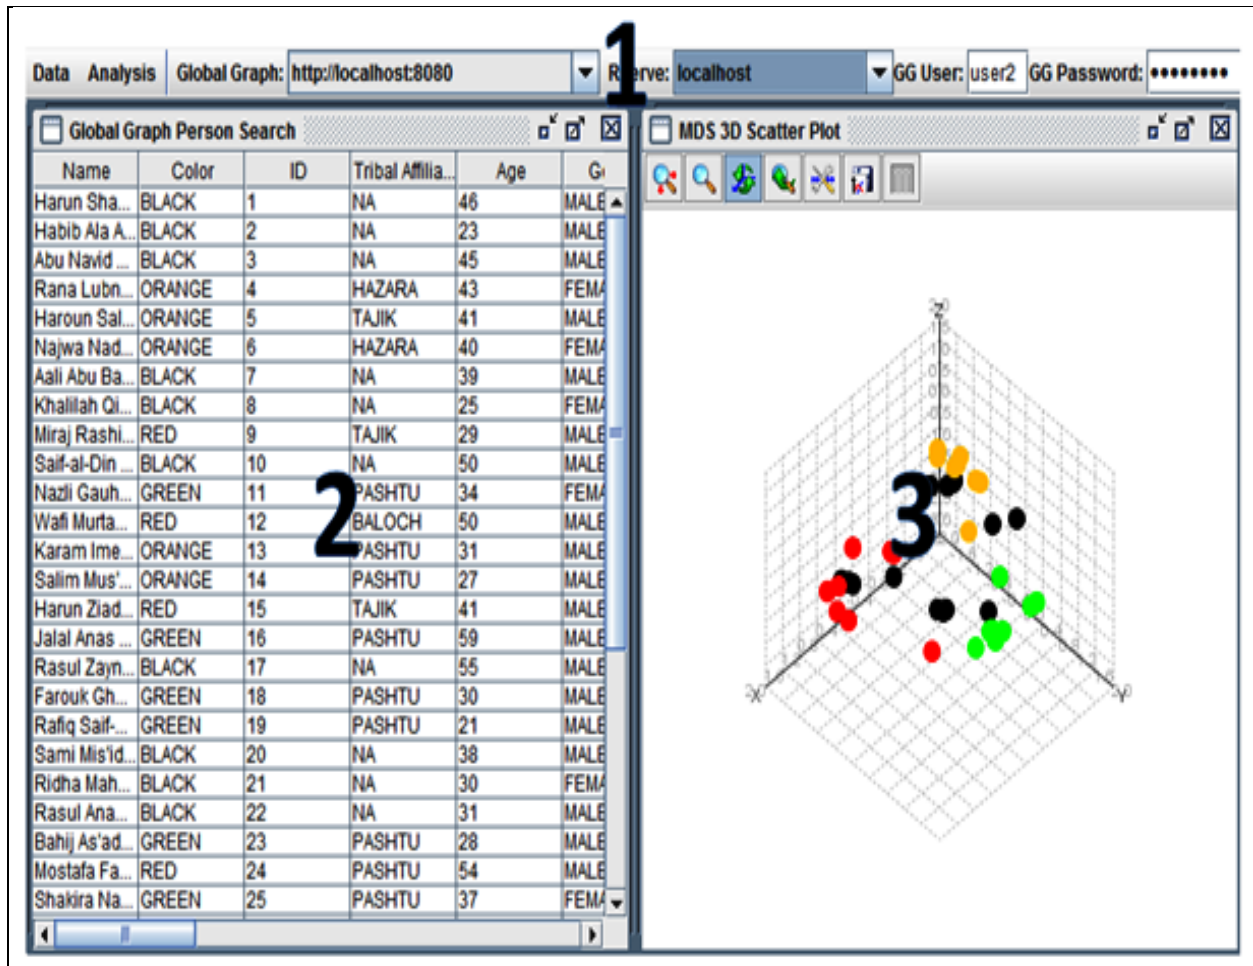 1
Data Analysis Global Graph: http://localhost:8080 localhost GG User: user2 GG Password: ••••••••
Global Graph Person Search
Name Color ID Tribal Affilia... Age G
Harun Sha... BLACK 1 NA 46 MALE
Habib Ala A... BLACK 2 NA 23 MALE
Abu Navid ... BLACK 3 NA 45 MALE
Rana Lubn... ORANGE 4 HAZARA 43 FEMA
Haroun Sal... ORANGE 5 TAJIK 41 MALE
Najwa Nad... ORANGE 6 HAZARA 40 FEMA
Aali Abu Ba... BLACK 7 NA 39 MALE
Khalilah Qi... BLACK 8 NA 25 FEMA
Miraj Rashi... RED 9 TAJIK 29 MALE
Saif-al-Din ... BLACK 10 NA 50 MALE
Nazli Gauh... GREEN 11 PASHTU 34 FEMA
Wafi Murta... RED 12 BALOCH 50 MALE
2
Karam Ime... ORANGE 13 PASHTU 31 MALE
Salim Mus'... ORANGE 14 PASHTU 27 MALE
Harun Ziad... RED 15 TAJIK 41 MALE
Jalal Anas ... GREEN 16 PASHTU 59 MALE
Rasul Zayn... BLACK 17 NA 55 MALE
Farouk Gh... GREEN 18 PASHTU 30 MALE
Rafiq Saif-... GREEN 19 PASHTU 21 MALE
Sami Mis'id... BLACK 20 NA 38 MALE
Ridha Mah... BLACK 21 NA 30 FEMA
Rasul Ana... BLACK 22 NA 31 MALE
Bahij As'ad... GREEN 23 PASHTU 28 MALE
Mostafa Fa... RED 24 PASHTU 54 MALE
Shakira Na... GREEN 25 PASHTU 37 FEMA
MDS 3D Scatter Plot
Z
3
X
Y